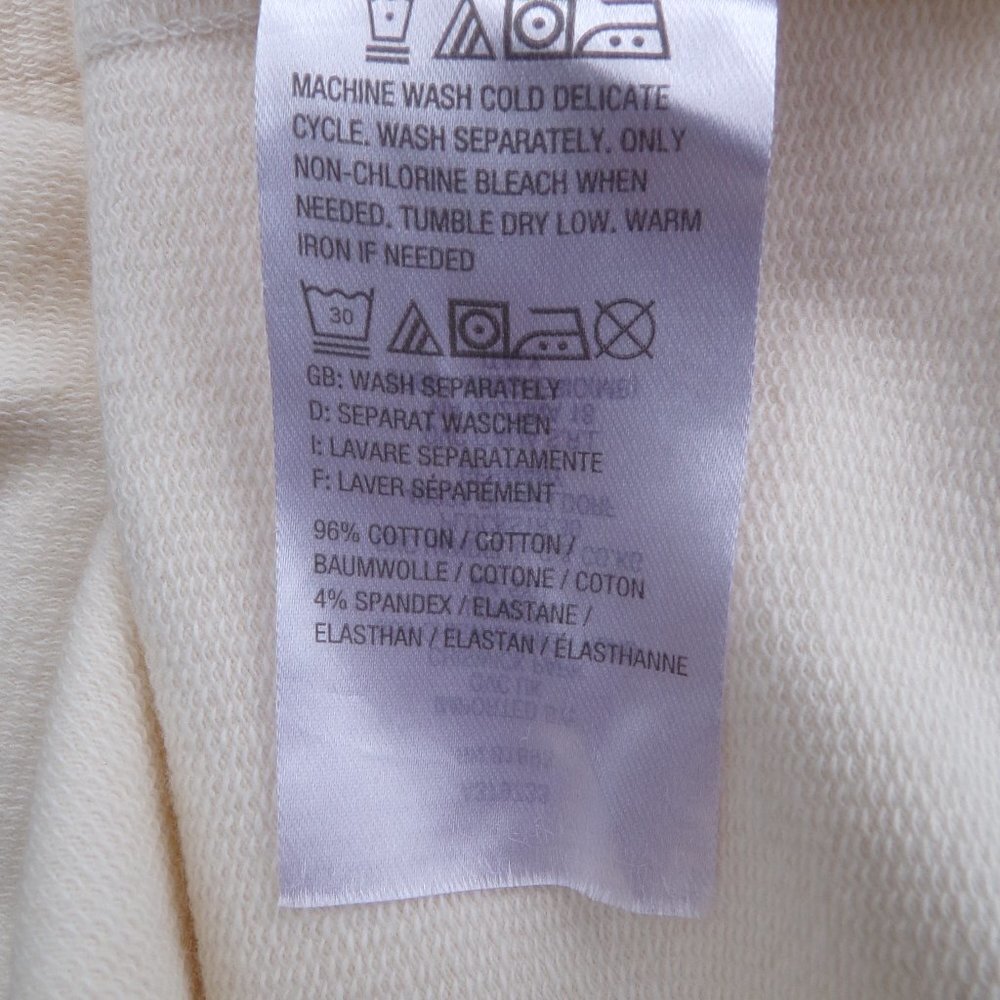 MACHINE WASH COLD DELICATE
CYCLE. WASH SEPARATELY. ONLY
NON-CHLORINE BLEACH WHEN
NEEDED. TUMBLE DRY LOW. WARM
IRON IF NEEDED
30
GB: WASH SEPARATELY
D: SEPARAT WASCHEN
I: LAVARE SEPARATAMENTE
F: LAVER SÉPARÉMENT
96% COTTON / COTTON /
BAUMWOLLE / COTONE / COTON
4% SPANDEX / ELASTANE /
ELASTHAN / ELASTAN / ÉLASTHANNE